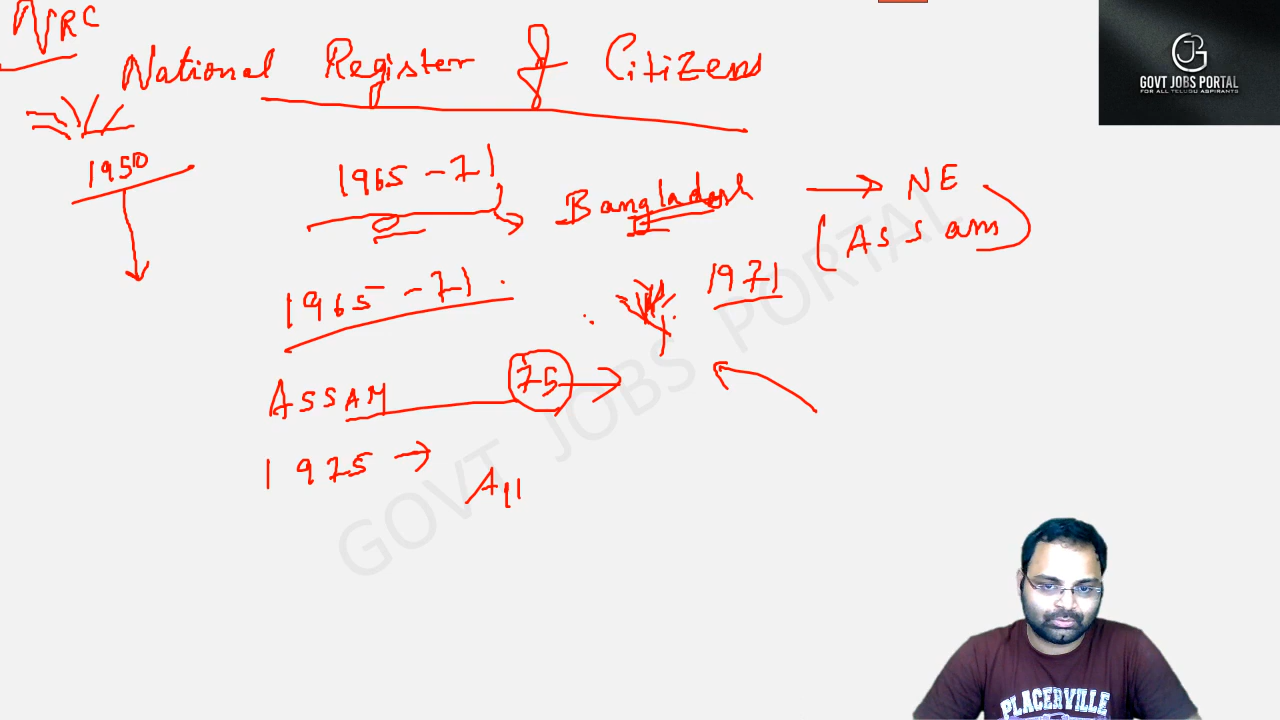 NRC
National Register of Citizens
1950
1965 - 71
Bangladesh → NE
(Assam)
1965 - 71
1971
ASSAM 75 →
1975 →
All
GOVT JOBS PORTAL
GOVT JOBS PORTAL
FOR ALL TELUGU ASPIRANTS
PLACERVILLE